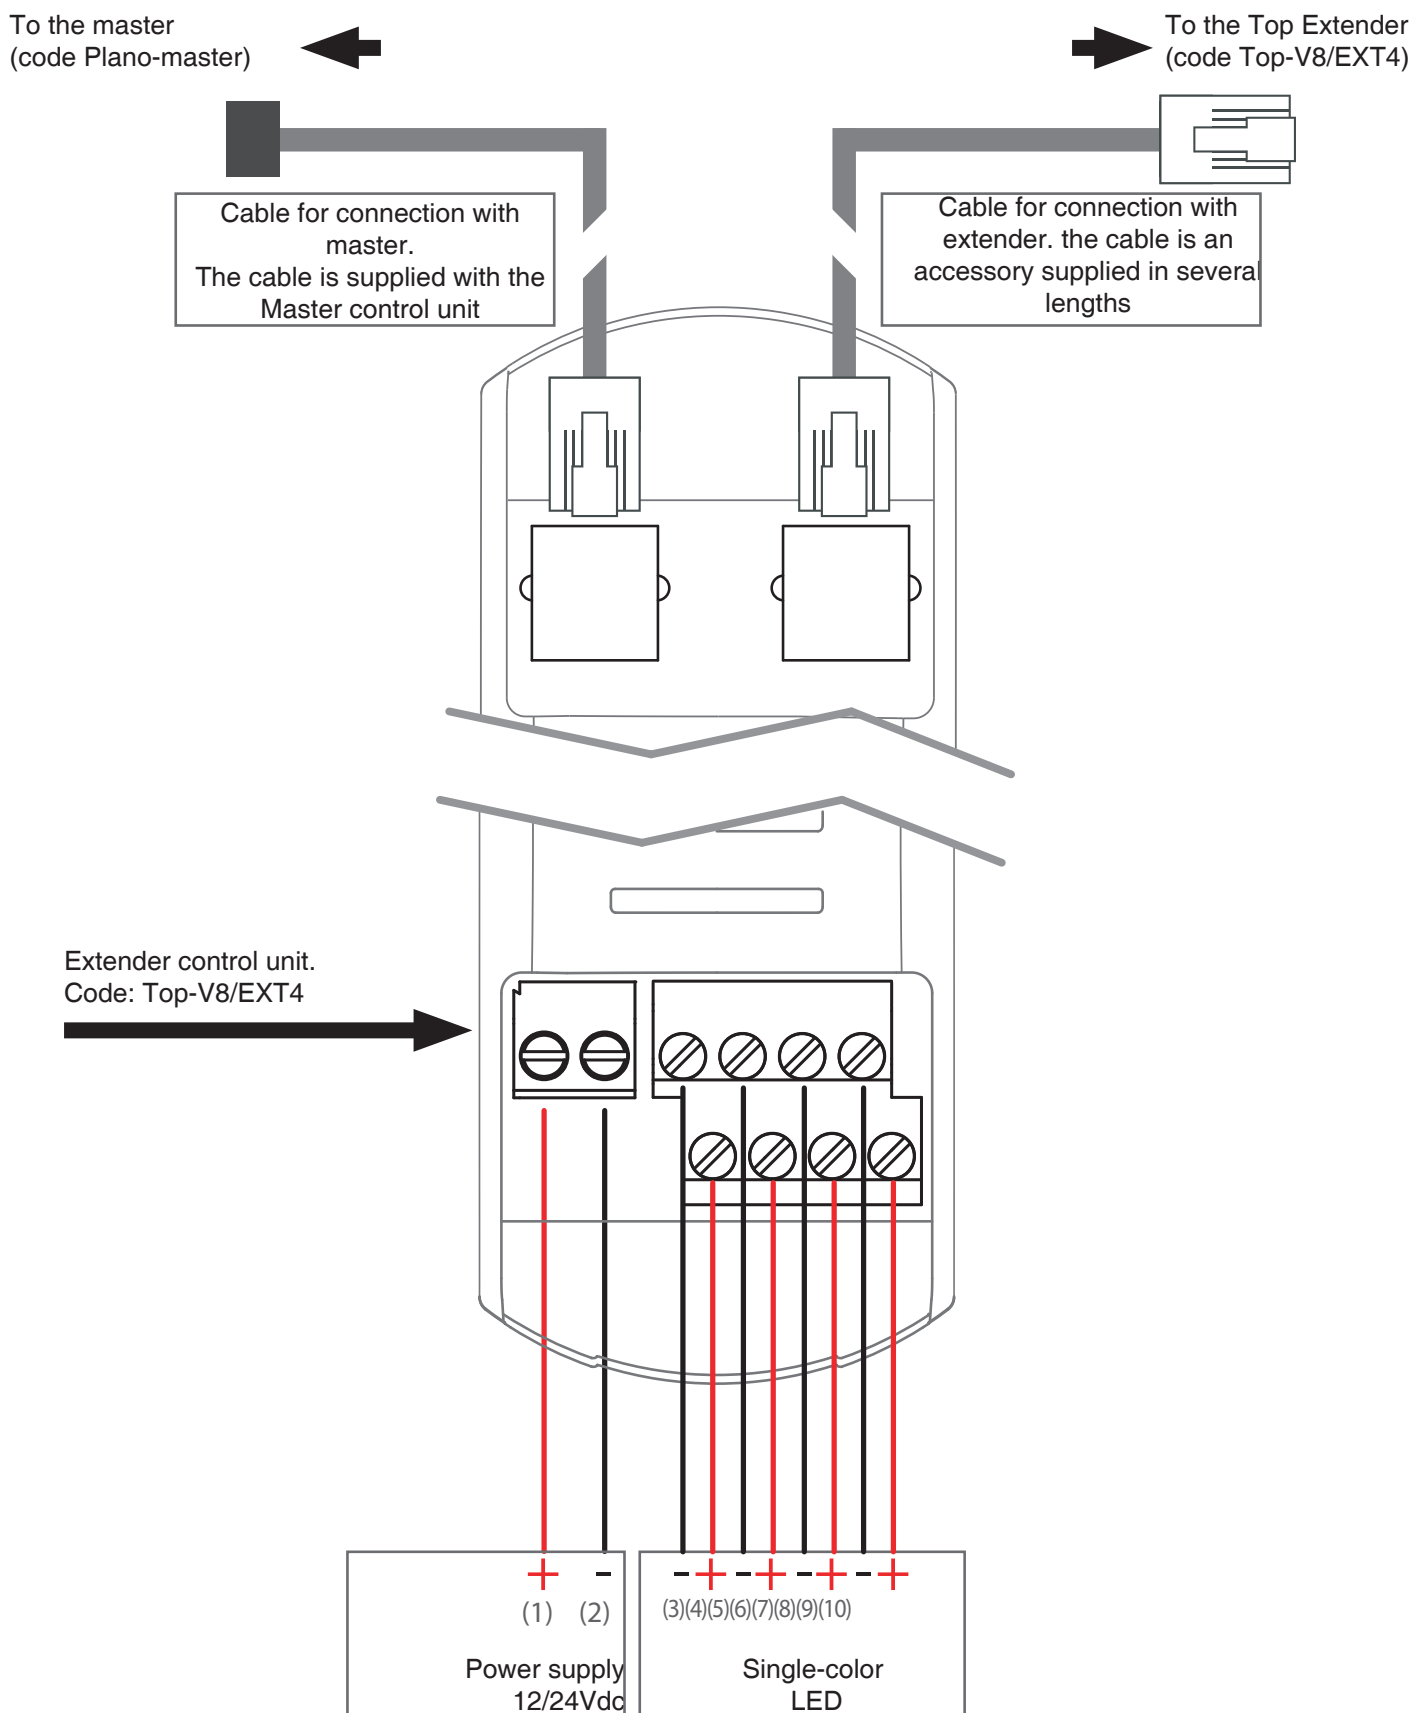 To the master
(code Plano-master)
To the Top Extender
(code Top-V8/EXT4)
Cable for connection with
master.
The cable is supplied with the
Master control unit
Cable for connection with
extender. the cable is an
accessory supplied in several
lengths
Extender control unit.
Code: Top-V8/EXT4
+ - - + - + - + - +
(1) (2) (3)(4)(5)(6)(7)(8)(9)(10)
Power supply
12/24Vdc
Single-color
LED